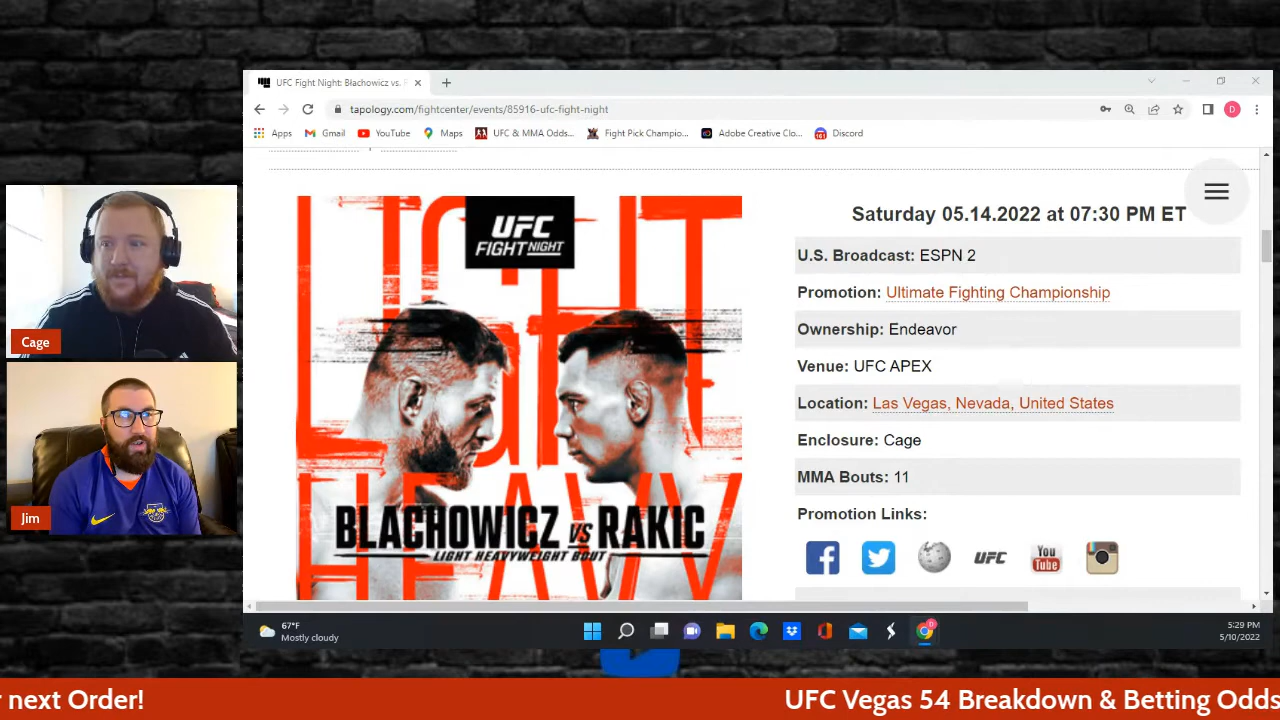 UFC Fight Night: Błachowicz vs.
tapology.com/fightcenter/events/85916-ufc-fight-night
Apps
Gmail
YouTube
Maps
UFC & MMA Odds...
Fight Pick Champio...
Adobe Creative Clo...
Discord
161
D
LIGHT
HEAVY
UFC
FIGHT NIGHT
BLACHOWICZ VS RAKIC
LIGHT HEAVYWEIGHT BOUT
Saturday 05.14.2022 at 07:30 PM ET
U.S. Broadcast: ESPN 2
Promotion: Ultimate Fighting Championship
Ownership: Endeavor
Venue: UFC APEX
Location: Las Vegas, Nevada, United States
Enclosure: Cage
MMA Bouts: 11
Promotion Links:
UFC
You
Tube
Cage
Jim
67°F
Mostly cloudy
5:29 PM
5/10/2022
next Order!
UFC Vegas 54 Breakdown & Betting Odds